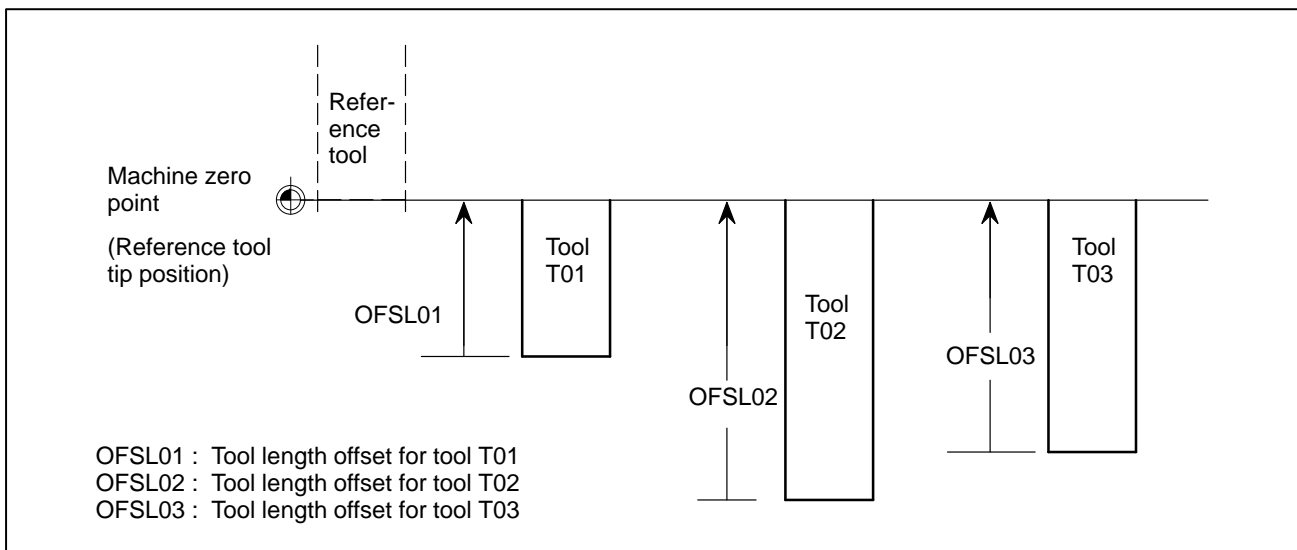 Refer-
ence
tool
Machine zero
point
(Reference tool
tip position)
Tool
T01
Tool
T02
Tool
T03
OFSL01
OFSL02
OFSL03
OFSL01 : Tool length offset for tool T01
OFSL02 : Tool length offset for tool T02
OFSL03 : Tool length offset for tool T03